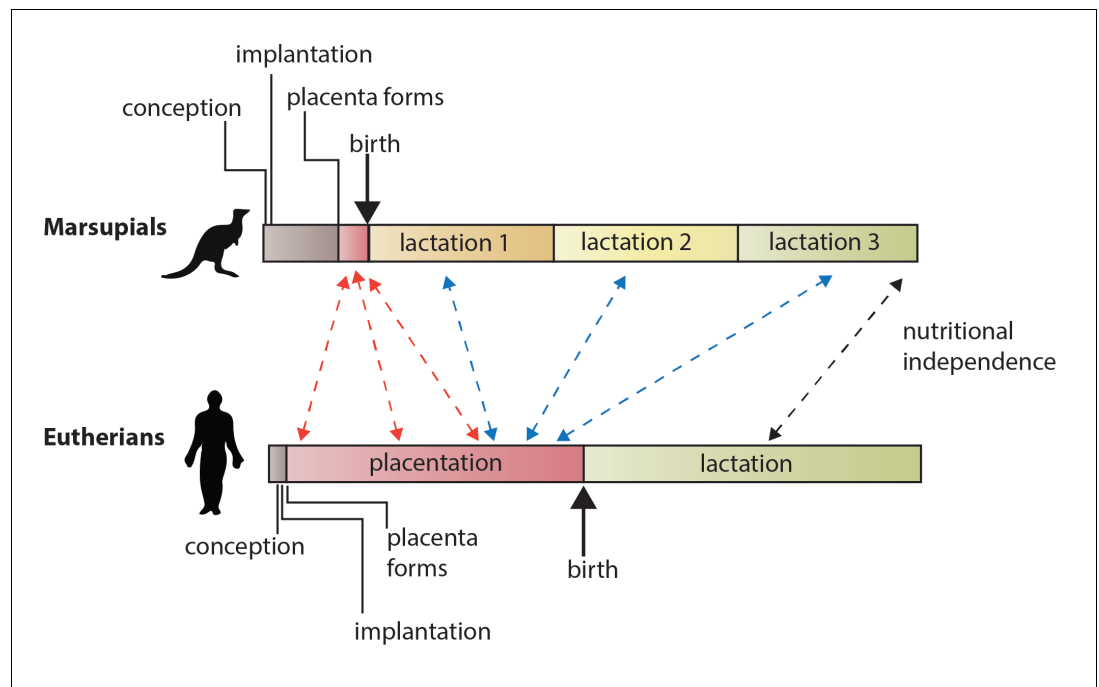 implantation
conception
placenta forms
birth
Marsupials
lactation 1
lactation 2
lactation 3
nutritional
independence
Eutherians
placentation
lactation
conception
placenta
forms
birth
implantation